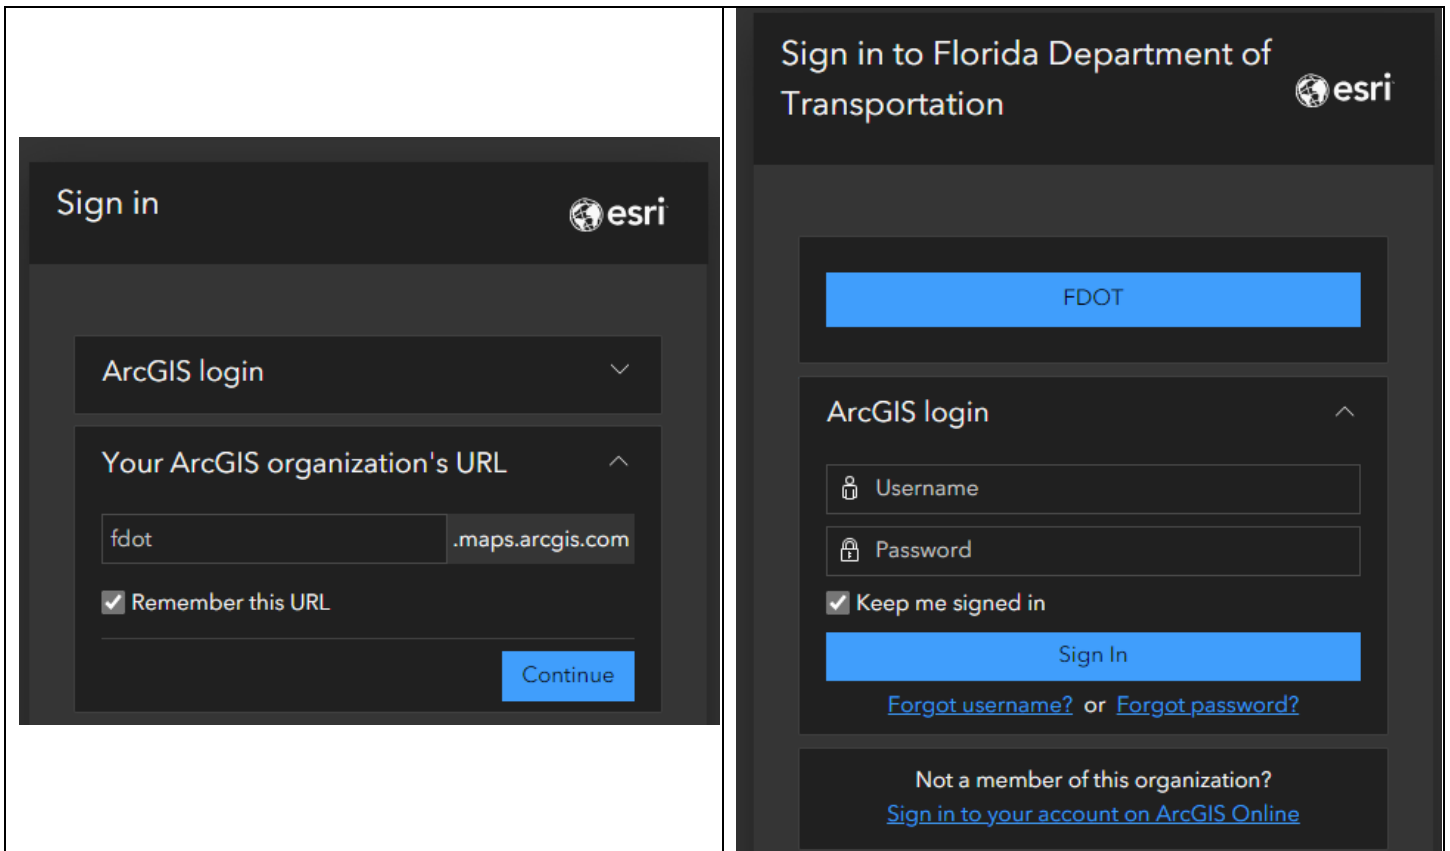 Sign in
esri
ArcGIS login
Your ArcGIS organization's URL
fdot .maps.arcgis.com
Remember this URL
Continue
Sign in to Florida Department of
Transportation
esri
FDOT
ArcGIS login
Username
Password
Keep me signed in
Sign In
Forgot username? or Forgot password?
Not a member of this organization?
Sign in to your account on ArcGIS Online